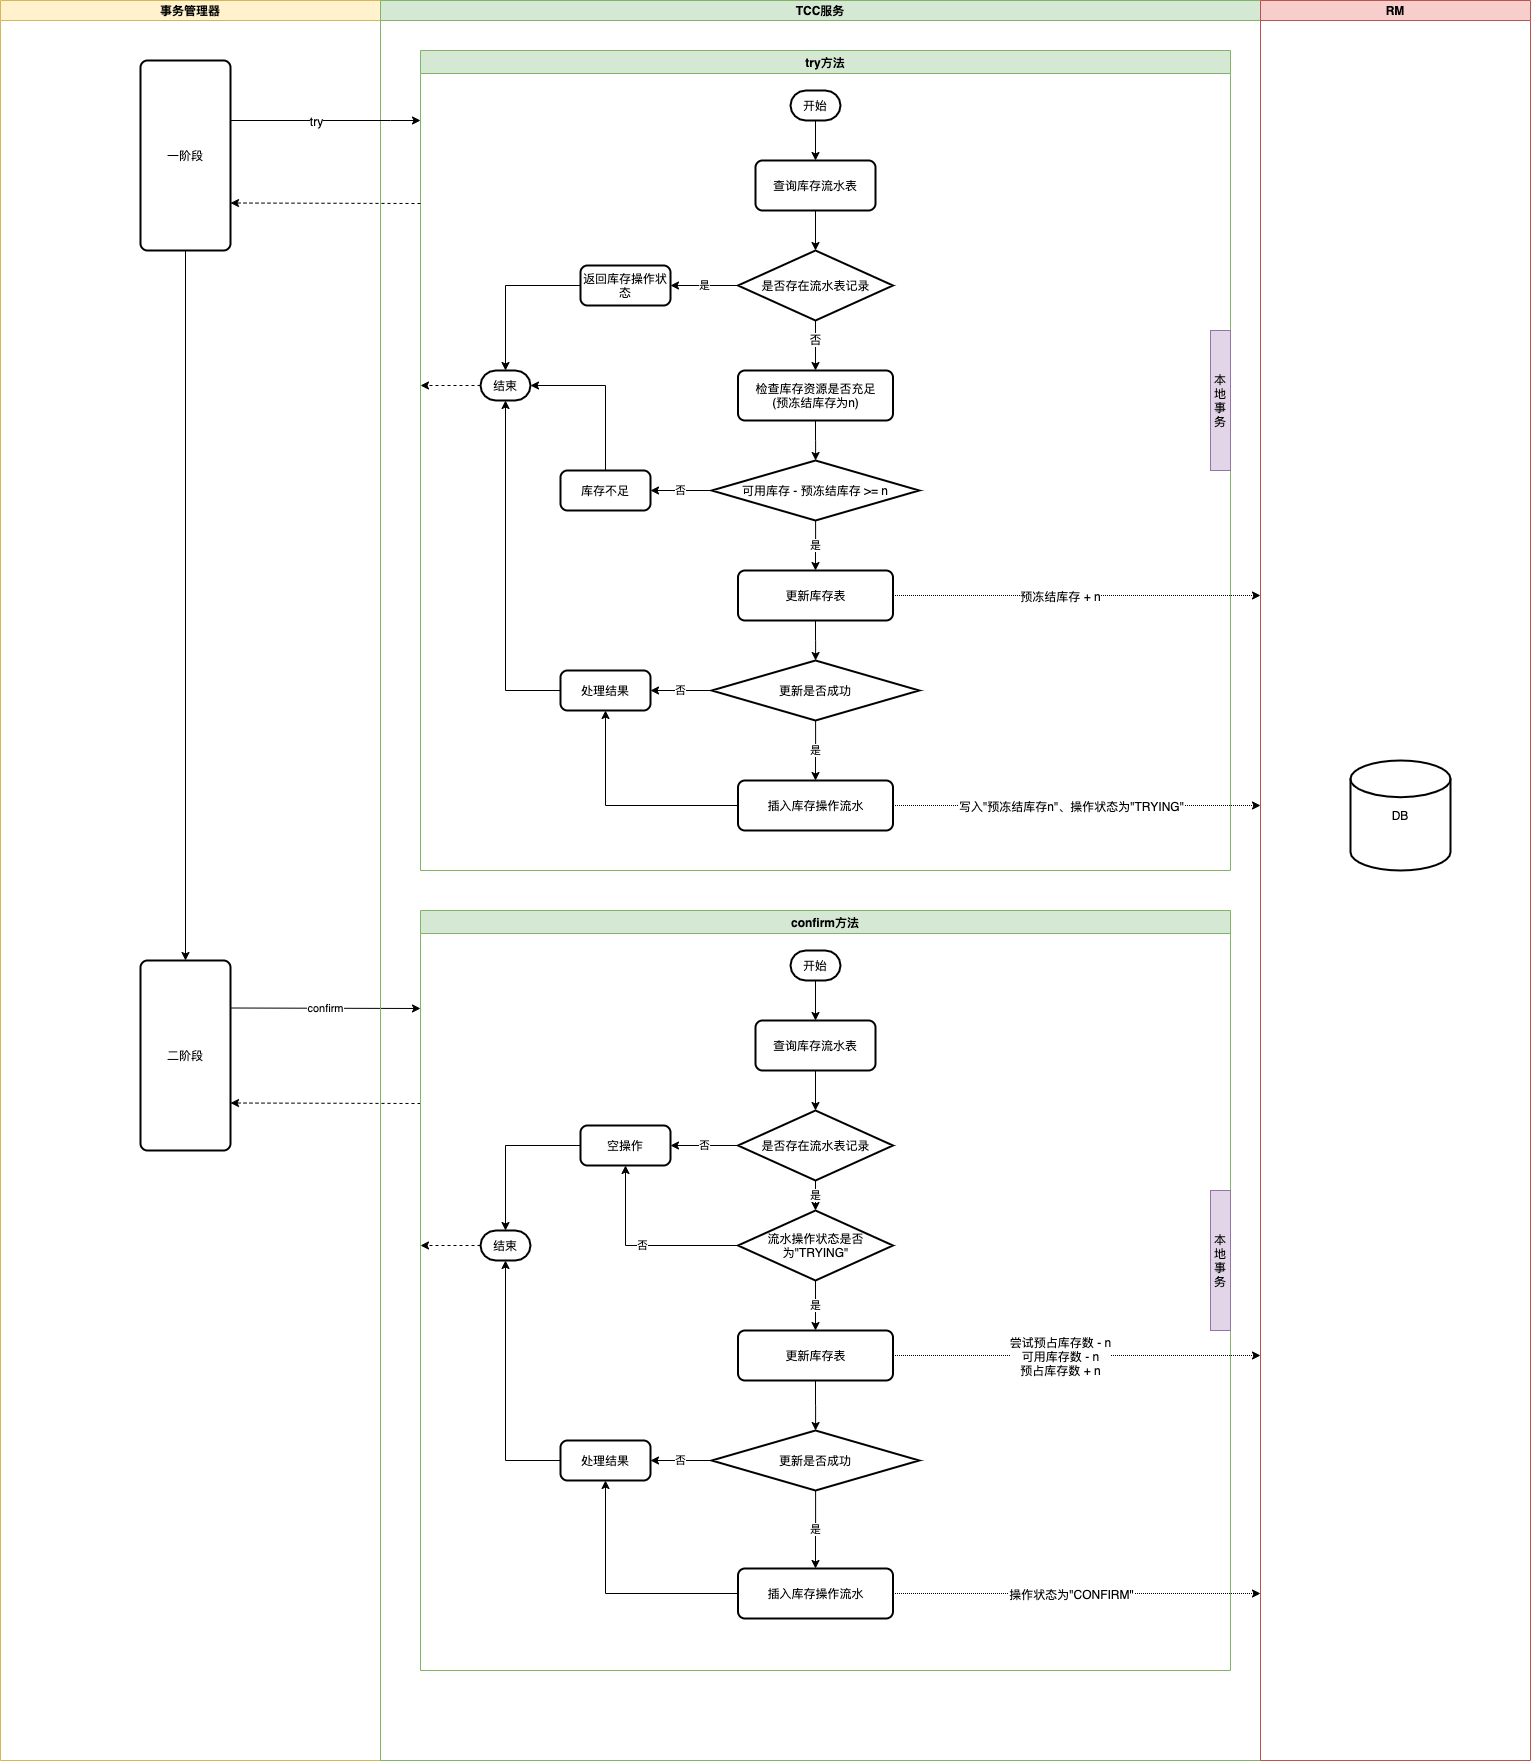 事务管理器
TCC服务
RM
try方法
开始
一阶段
try
查询库存流水表
是否存在流水表记录
是
返回库存操作状
态
否
结束
检查库存资源是否充足
(预冻结库存为n)
本
地
事
务
可用库存 - 预冻结库存 >= n
否
库存不足
是
更新库存表
预冻结库存 + n
更新是否成功
否
处理结果
是
插入库存操作流水
写入"预冻结库存n"、操作状态为"TRYING"
DB
confirm方法
开始
二阶段
confirm
查询库存流水表
是否存在流水表记录
否
空操作
是
流水操作状态是否
为"TRYING"
否
结束
本
地
事
务
是
更新库存表
尝试预占库存数 - n
可用库存数 - n
预占库存数 + n
更新是否成功
否
处理结果
是
插入库存操作流水
操作状态为"CONFIRM"